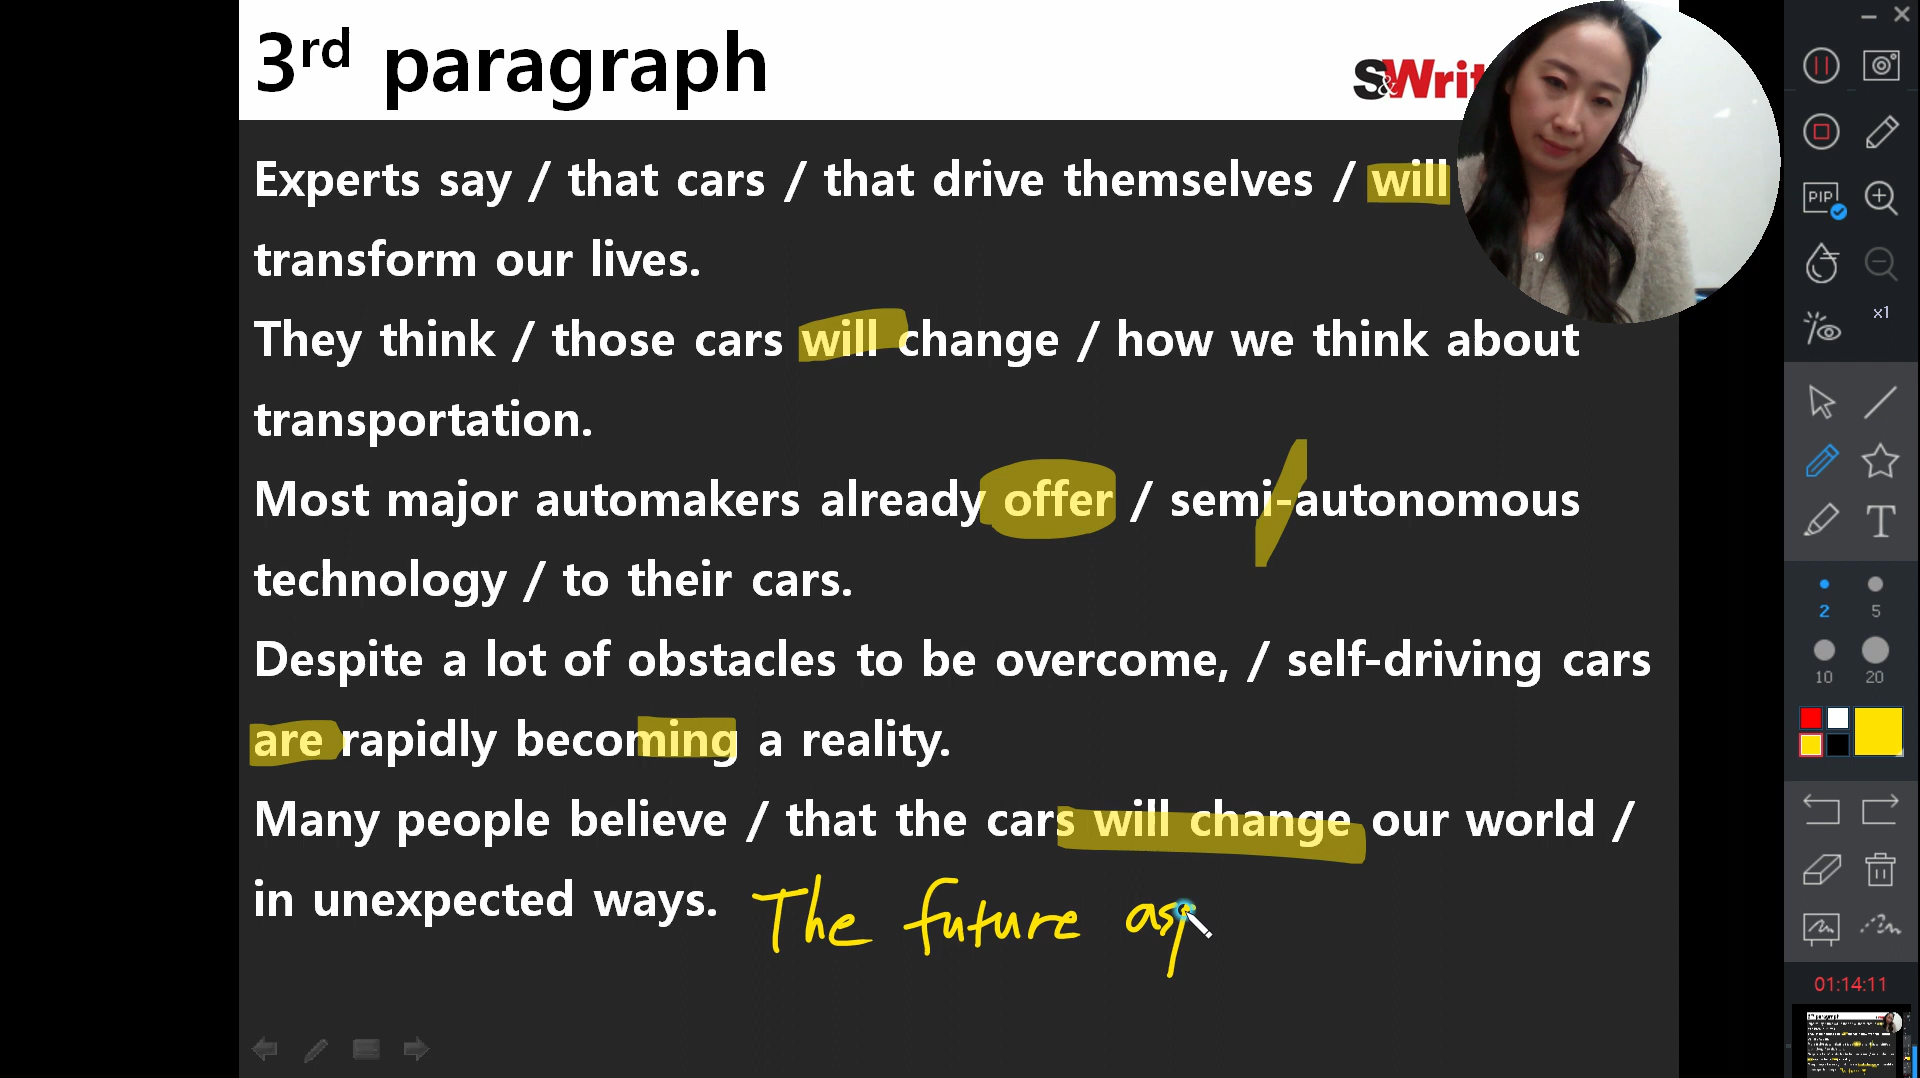 3rd paragraph
S&Writ
Experts say / that cars / that drive themselves / will
transform our lives.
They think / those cars will change / how we think about
transportation.
Most major automakers already offer / semi-autonomous
technology / to their cars.
Despite a lot of obstacles to be overcome, / self-driving cars
are rapidly becoming a reality.
Many people believe / that the cars will change our world /
in unexpected ways.
The future asp
PIP
x1
T
2 5
10 20
01:14:11